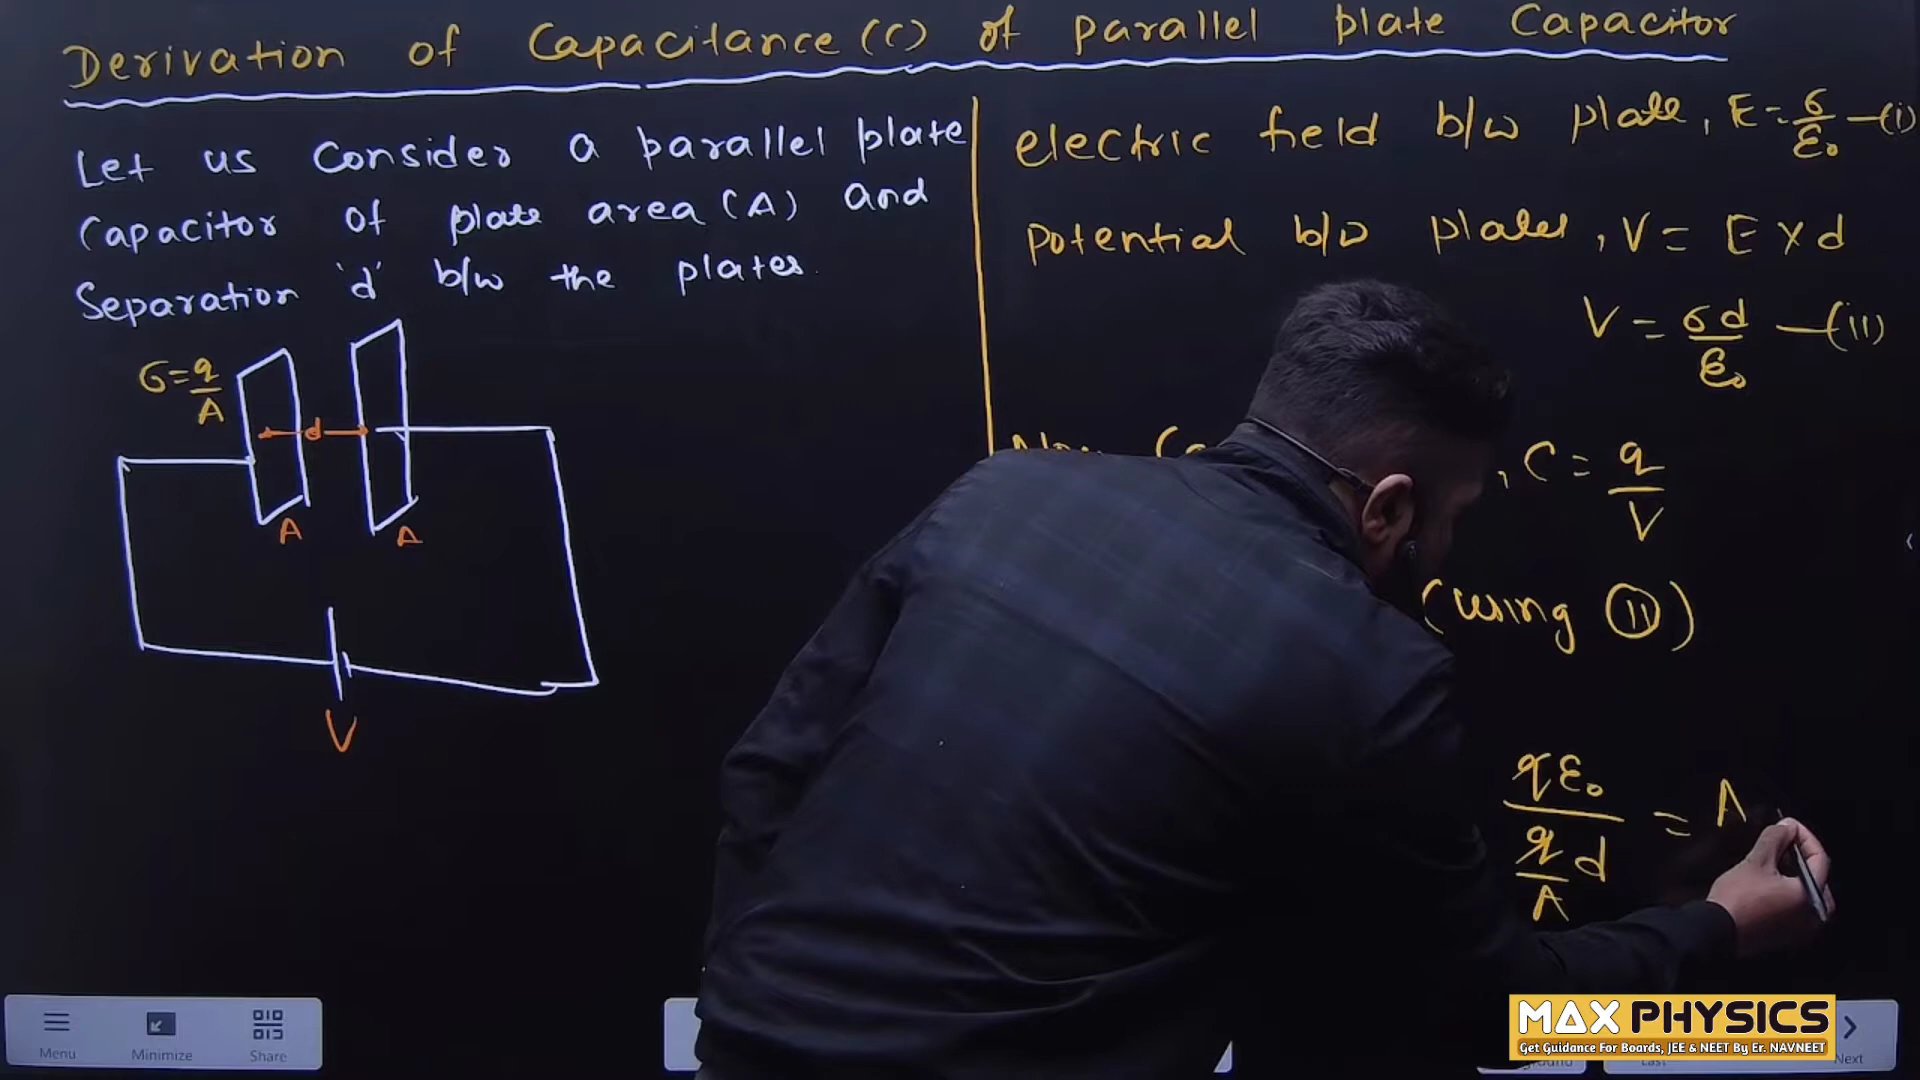 Derivation of Capacitance (C) of parallel plate Capacitor
Let us Consider a parallel plate
Capacitor of plate area (A) and
Separation 'd' b/w the plates.
σ = q/A
d
A A
V
electric field b/w plate, E = σ/ε₀ —(i)
Potential b/w plates, V = E x d
V = σd/ε₀ —(ii)
, C = q/V
(using (ii))
qε₀/((q/A)d) = A
Menu
Minimize
Share
MAX PHYSICS
Get Guidance For Boards, JEE & NEET By Er. NAVNEET
Next